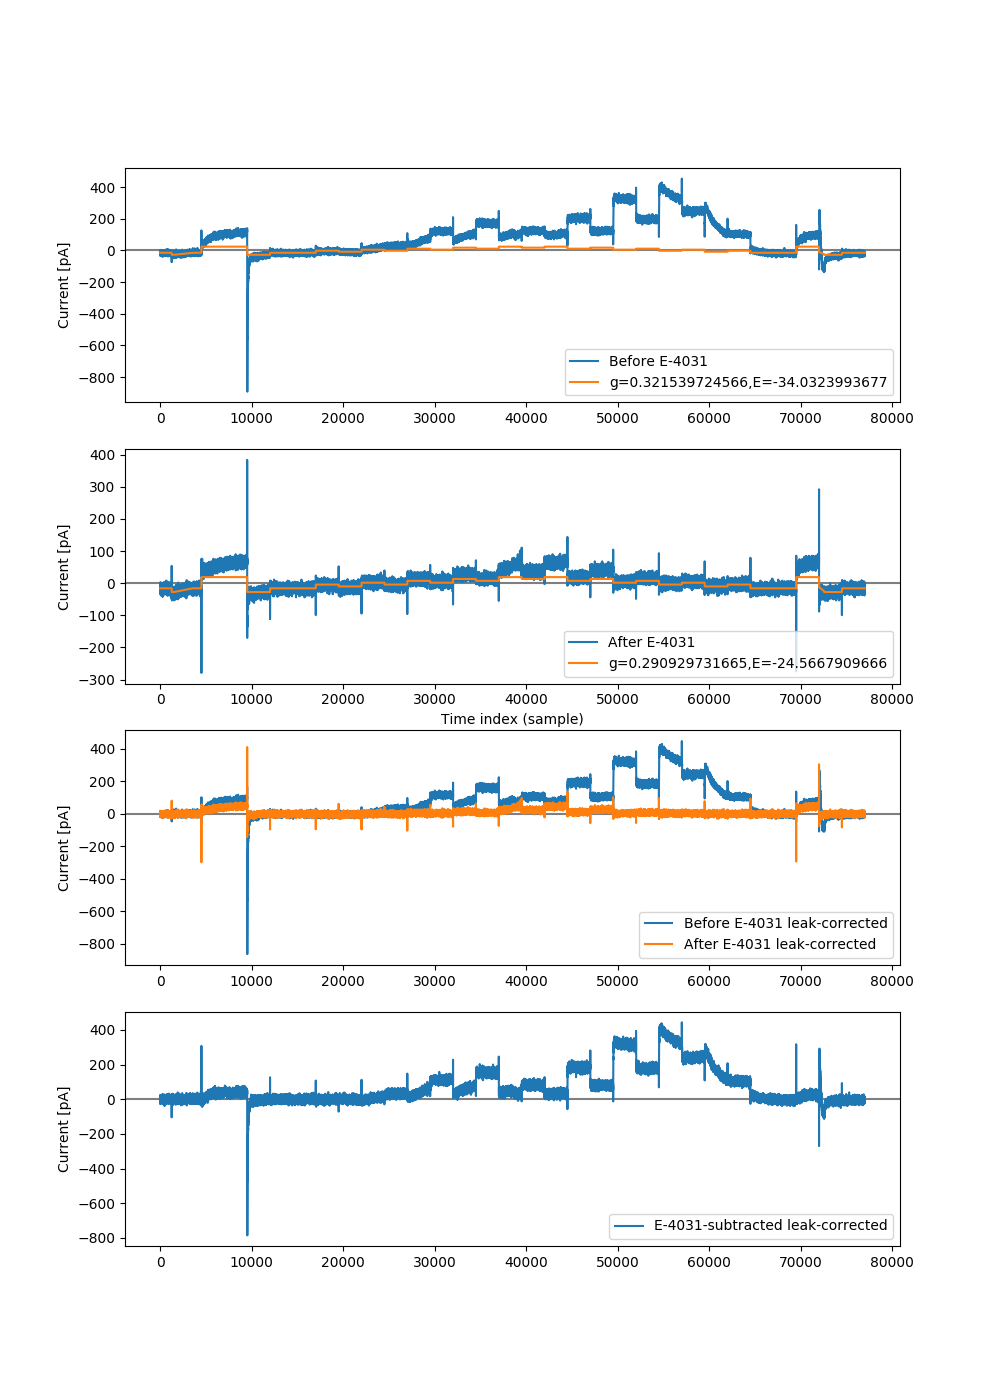 400
200
0
−200
−400
−600
−800
Current [pA]
Before E-4031
g=0.321539724566,E=-34.0323993677
0 10000 20000 30000 40000 50000 60000 70000 80000
400
300
200
100
0
−100
−200
−300
Current [pA]
After E-4031
g=0.290929731665,E=-24.5667909666
0 10000 20000 30000 40000 50000 60000 70000 80000
Time index (sample)
400
200
0
−200
−400
−600
−800
Current [pA]
Before E-4031 leak-corrected
After E-4031 leak-corrected
0 10000 20000 30000 40000 50000 60000 70000 80000
400
200
0
−200
−400
−600
−800
Current [pA]
E-4031-subtracted leak-corrected
0 10000 20000 30000 40000 50000 60000 70000 80000